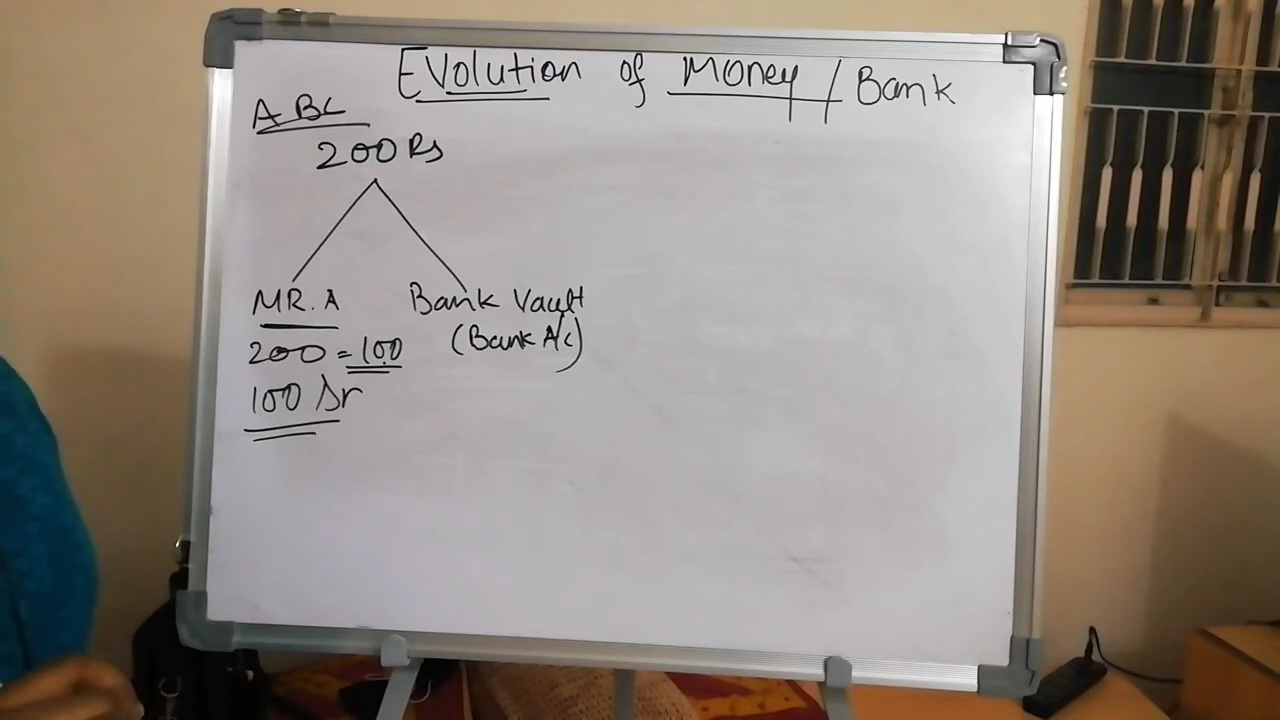 Evolution of Money / Bank
ABC
200 Rs
MR. A
Bank Vault
(Bank A/c)
200 = 100
100 Dr